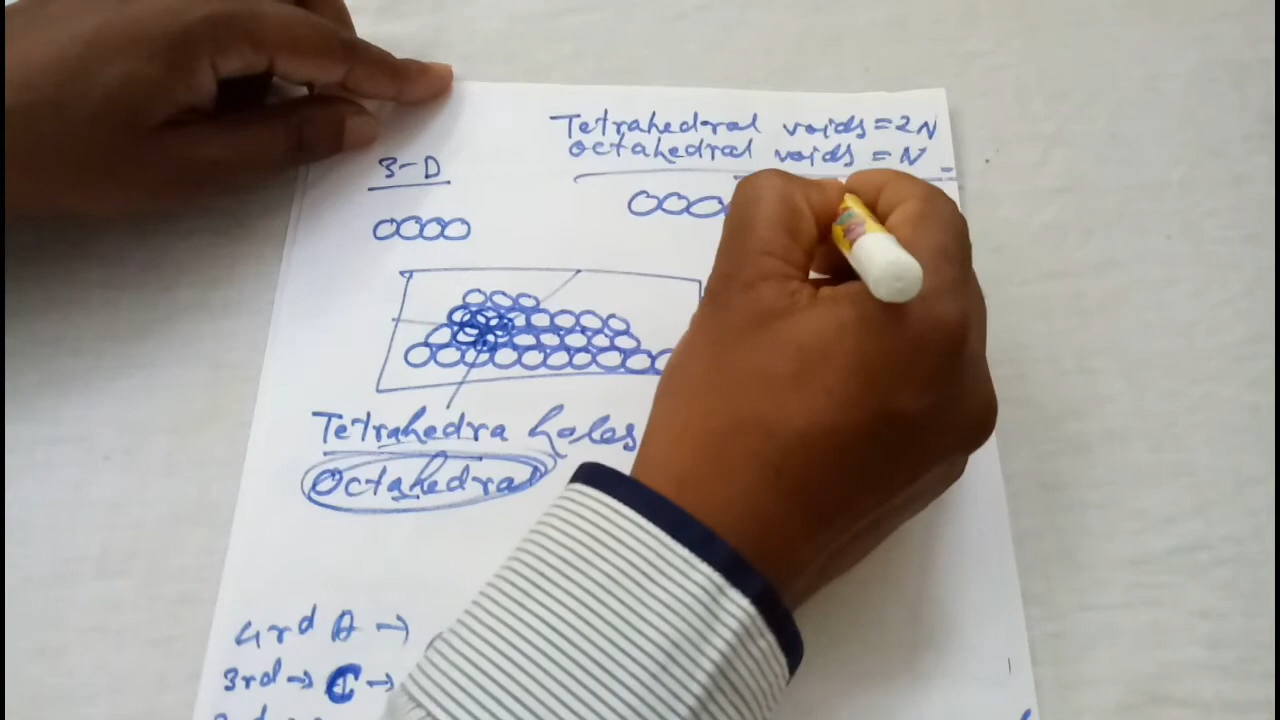 Tetrahedral voids = 2N
Octahedral voids = N
3-D
Tetrahedra holes
Octahedral
4rd A →
3rd → C →